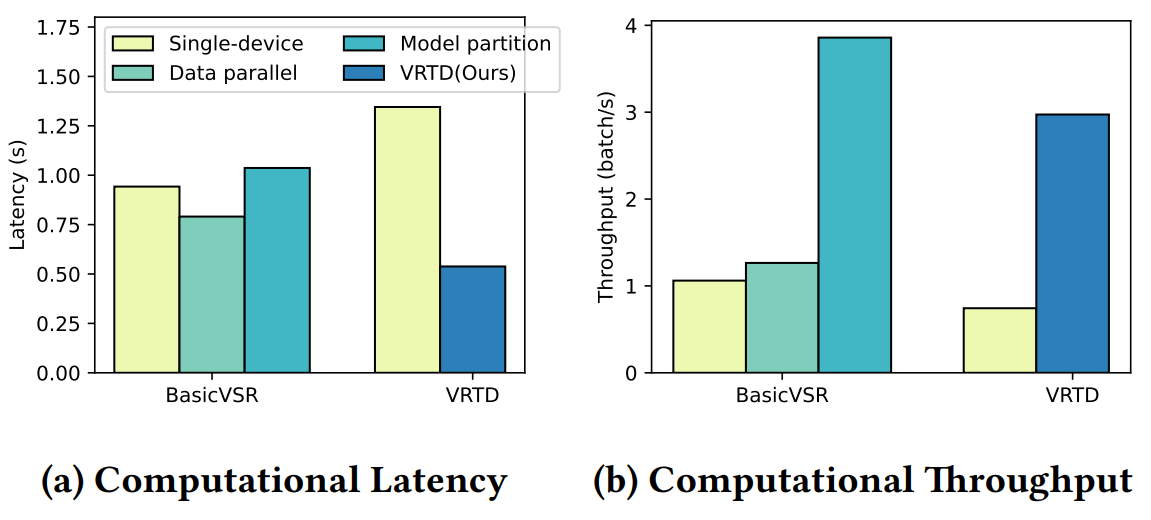 1.75
1.50
1.25
1.00
0.75
0.50
0.25
0.00
Latency (s)
Single-device
Data parallel
Model partition
VRTD(Ours)
BasicVSR
VRTD
(a) Computational Latency
4
3
2
1
0
Throughput (batch/s)
BasicVSR
VRTD
(b) Computational Throughput